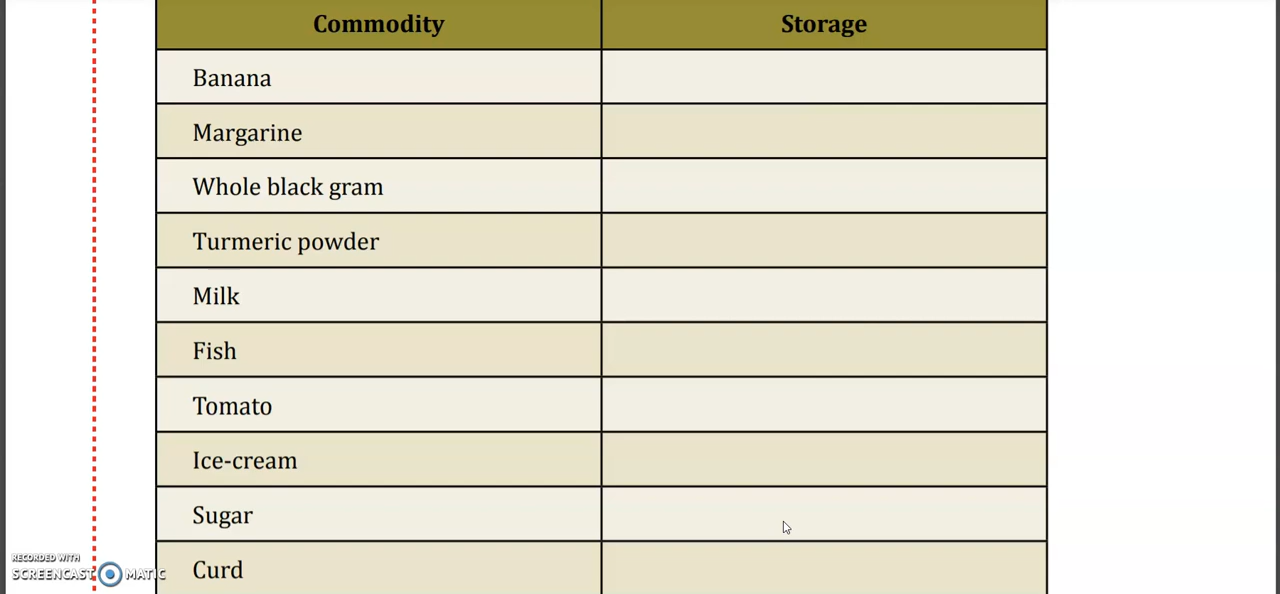 Commodity Storage
Banana
Margarine
Whole black gram
Turmeric powder
Milk
Fish
Tomato
Ice-cream
Sugar
Curd
RECORDED WITH
SCREENCAST MATIC